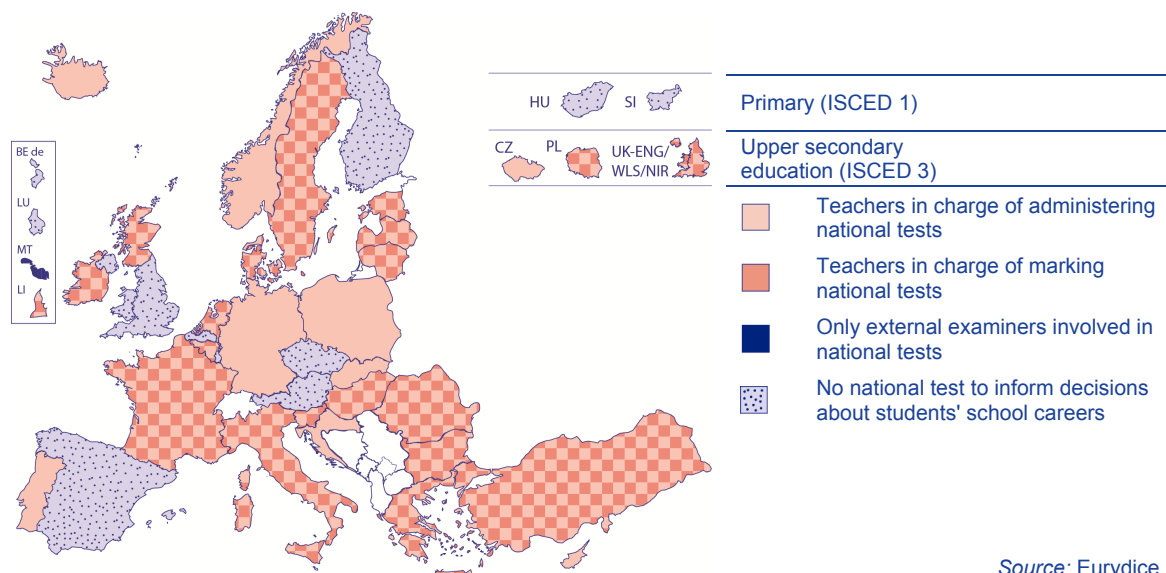 BE de
LU
MT
LI
HU SI
Primary (ISCED 1)
CZ PL UK-ENG/
WLS/NIR
Upper secondary
education (ISCED 3)
Teachers in charge of administering
national tests
Teachers in charge of marking
national tests
Only external examiners involved in
national tests
No national test to inform decisions
about students' school careers
Source: Eurydice